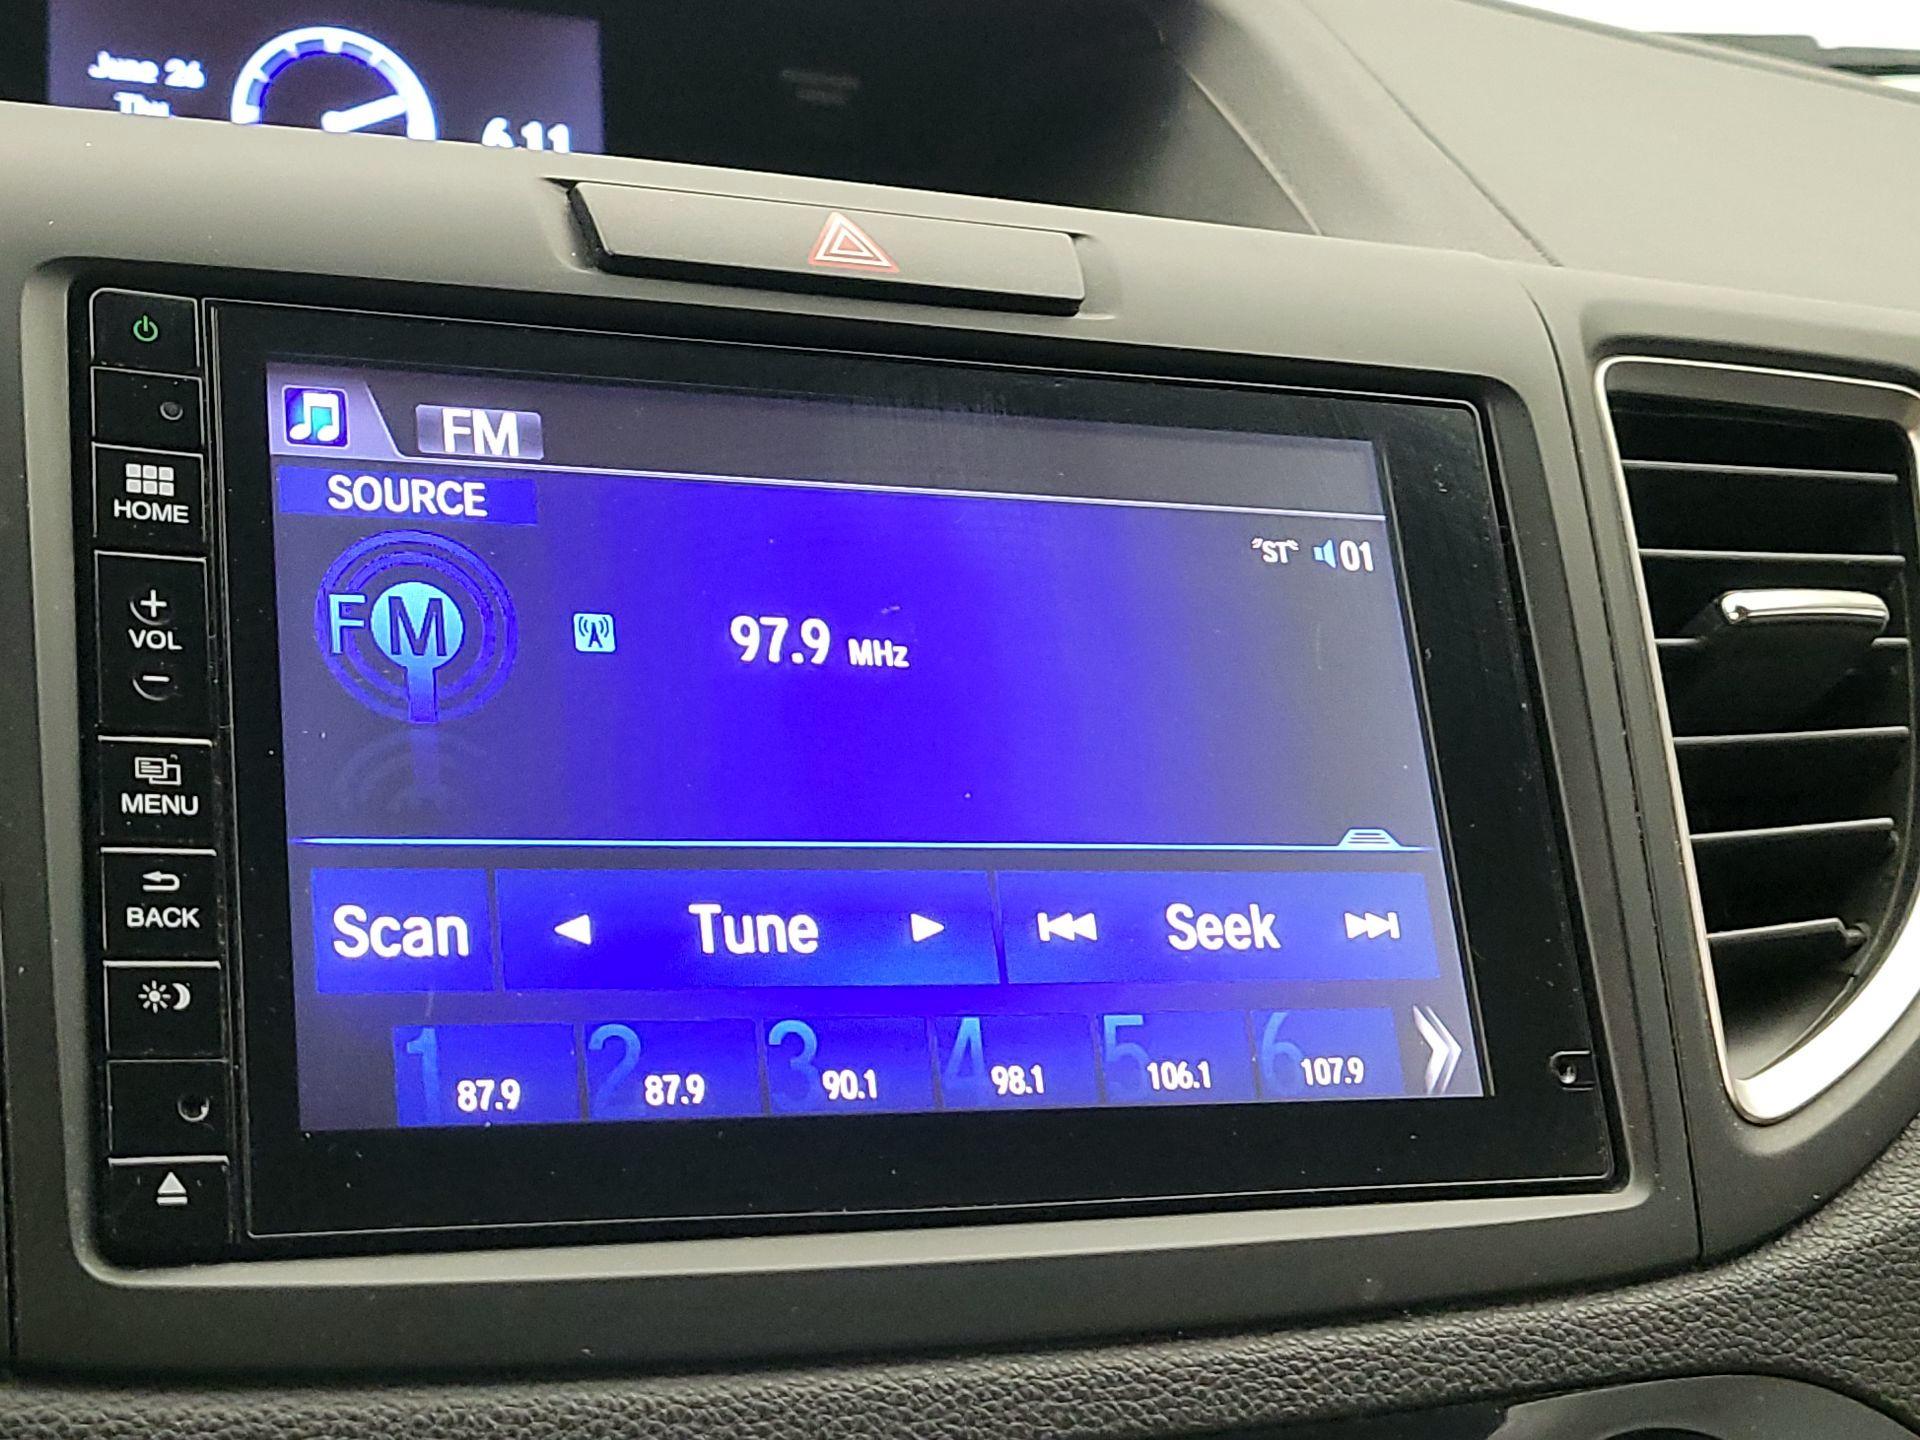 June 26
Thu
6:11
FM
SOURCE
HOME
ST 01
FM
97.9 MHz
VOL
MENU
BACK
Scan
Tune
Seek
1 87.9
2 87.9
3 90.1
4 98.1
5 106.1
6 107.9